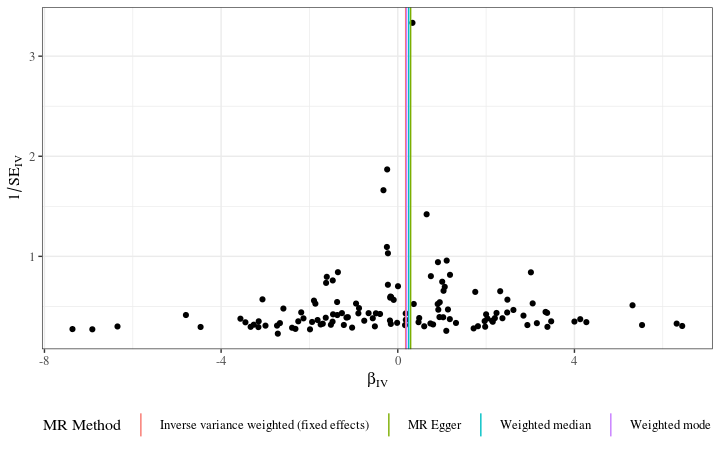 3
2
1
1/SE_IV
-8
-4
0
4
β_IV
MR Method
Inverse variance weighted (fixed effects)
MR Egger
Weighted median
Weighted mode